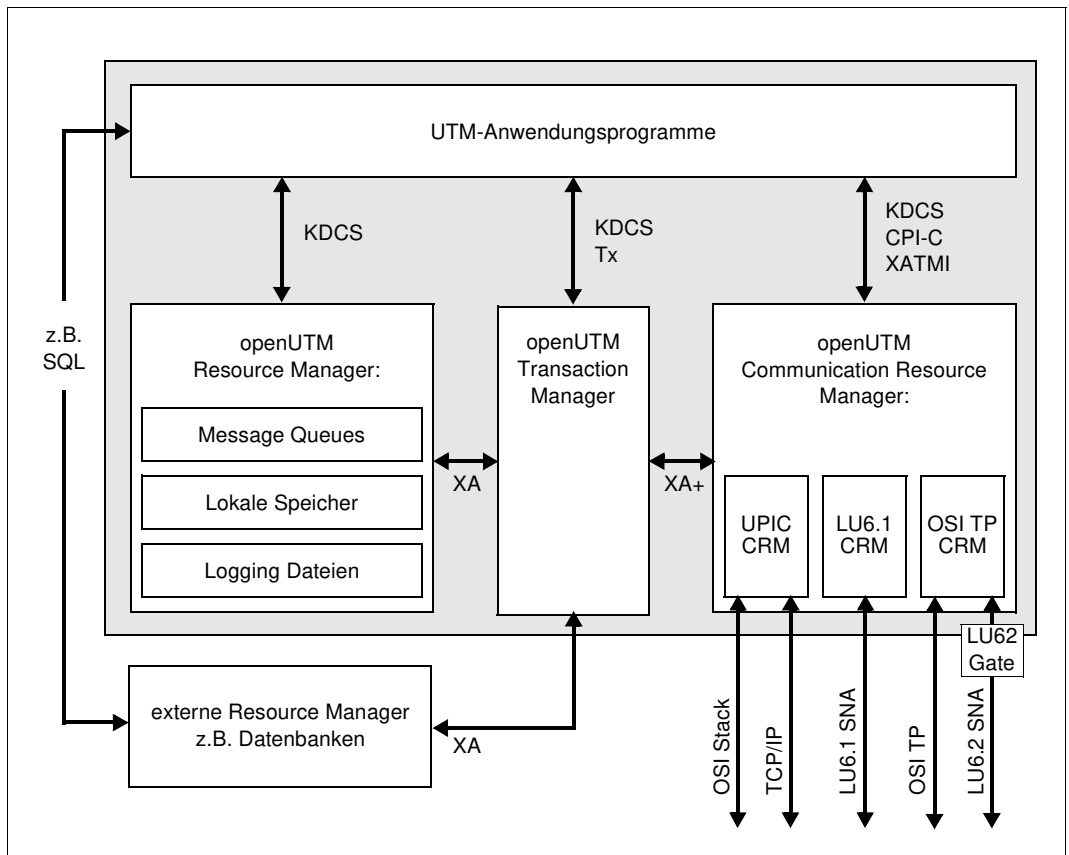 UTM-Anwendungsprogramme
KDCS
KDCS
Tx
KDCS
CPI-C
XATMI
z.B.
SQL
openUTM
Resource Manager:
Message Queues
Lokale Speicher
Logging Dateien
openUTM
Transaction
Manager
openUTM
Communication Resource
Manager:
XA
XA+
UPIC
CRM
LU6.1
CRM
OSI TP
CRM
LU62
Gate
externe Resource Manager
z.B. Datenbanken
XA
OSI Stack
TCP/IP
LU6.1 SNA
OSI TP
LU6.2 SNA